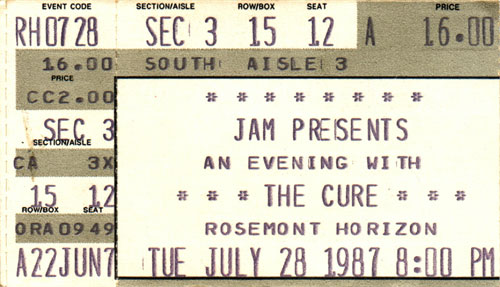 EVENT CODE SECTION/AISLE ROW/BOX SEAT PRICE
RH0728 SEC 3 15 12 A 16.00
16.00 SOUTH AISLE 3
PRICE
CC2.00 * * * * * * * *
SEC 3 JAM PRESENTS
SECTION/AISLE
CA 3X AN EVENING WITH
15 12 * * * THE CURE * * *
ROW/BOX SEAT
ORA0949 ROSEMONT HORIZON
A22JUN7 TUE JULY 28 1987 8:00 PM